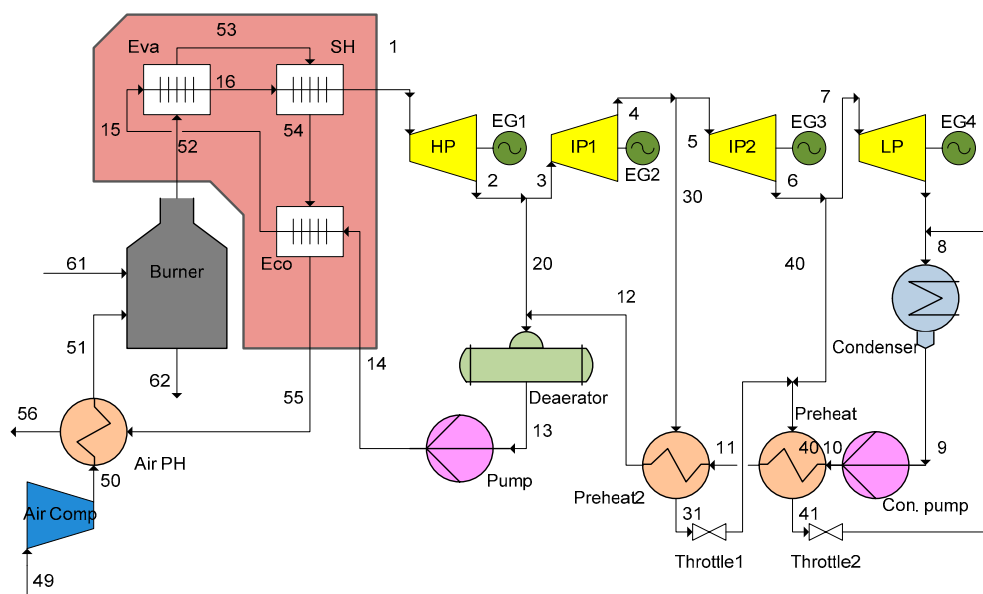 53
Eva
SH
1
16
7
15
52
54
4
EG1
EG3
EG4
HP
IP1
5
IP2
LP
EG2
2
3
6
30
8
61
Burner
Eco
20
40
12
51
Condenser
14
62
55
Deaerator
56
Preheat
13
9
Air PH
11
40
10
50
Pump
Preheat2
Con. pump
Air Comp
31
41
Throttle1
Throttle2
49